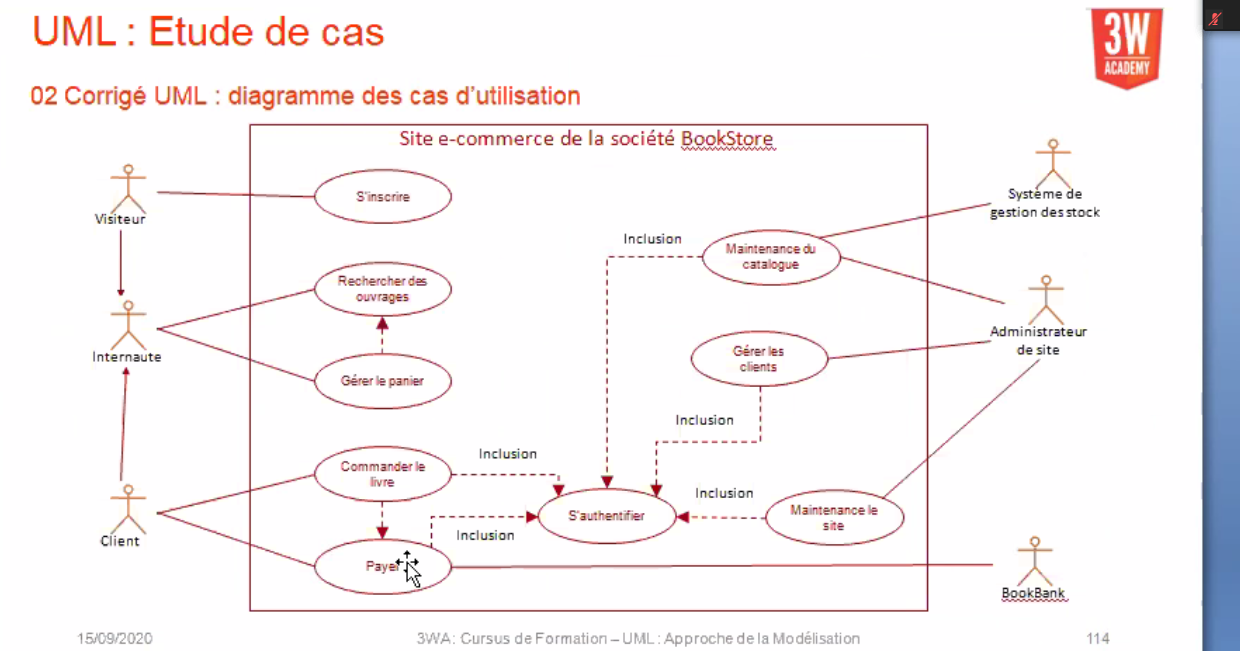 UML : Etude de cas
3W
ACADEMY
02 Corrigé UML : diagramme des cas d'utilisation
Site e-commerce de la société BookStore
Visiteur
S'inscrire
Système de
gestion des stock
Inclusion
Maintenance du
catalogue
Rechercher des
ouvrages
Internaute
Administrateur
de site
Gérer les
clients
Gérer le panier
Inclusion
Commander le
livre
Inclusion
Inclusion
S'authentifier
Maintenance le
site
Client
Inclusion
Payer
BookBank
15/09/2020
3WA : Cursus de Formation – UML : Approche de la Modélisation
114